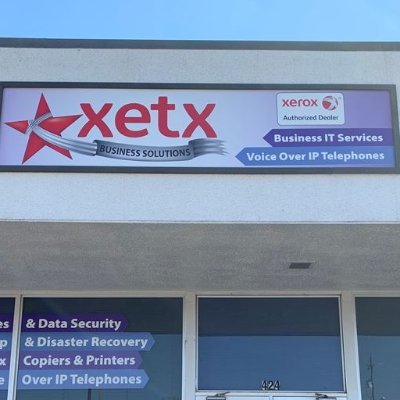 xetx
BUSINESS SOLUTIONS
xerox
Authorized Dealer
Business IT Services
Voice Over IP Telephones
es & Data Security
p & Disaster Recovery
x Copiers & Printers
e Over IP Telephones
424